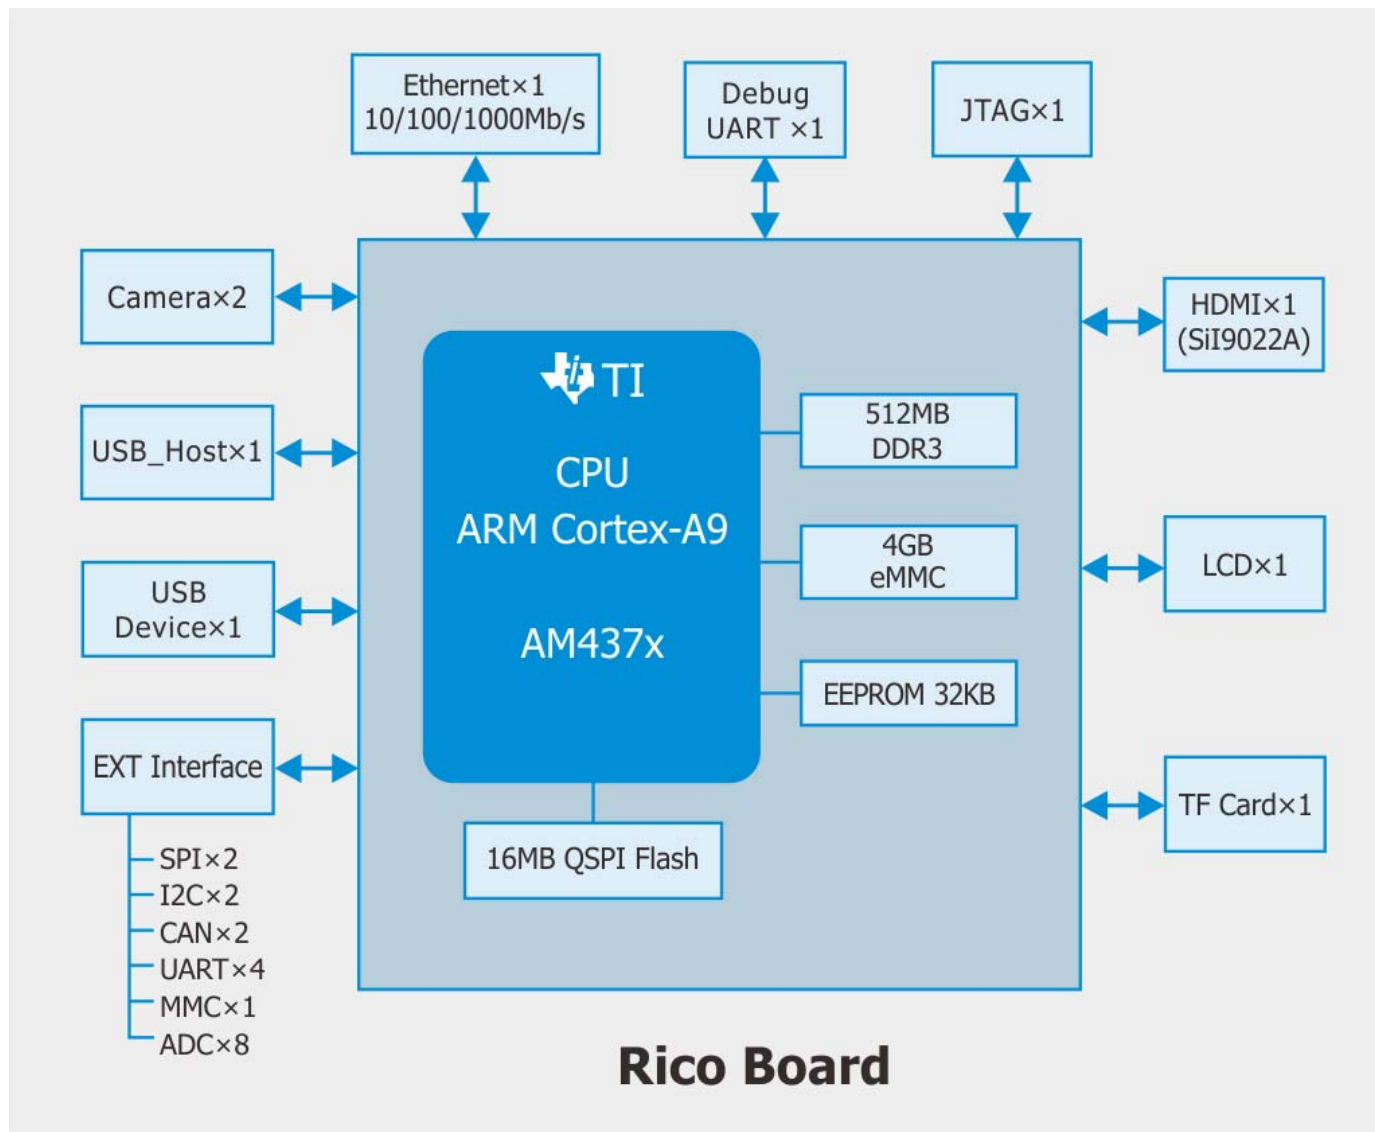 Ethernet×1
10/100/1000Mb/s
Debug
UART ×1
JTAG×1
Camera×2
USB_Host×1
USB
Device×1
EXT Interface
SPI×2
I2C×2
CAN×2
UART×4
MMC×1
ADC×8
TI
CPU
ARM Cortex-A9
AM437x
512MB
DDR3
4GB
eMMC
EEPROM 32KB
16MB QSPI Flash
HDMI×1
(SiI9022A)
LCD×1
TF Card×1
Rico Board